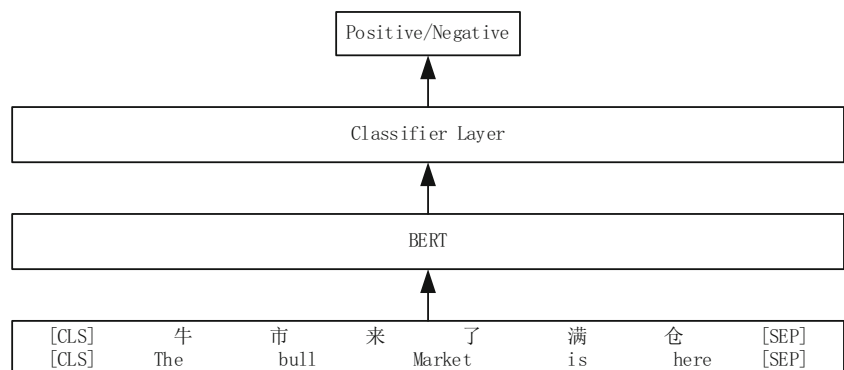 Positive/Negative
Classifier Layer
BERT
[CLS] 牛 市 来 了 满 仓 [SEP]
[CLS] The bull Market is here [SEP]